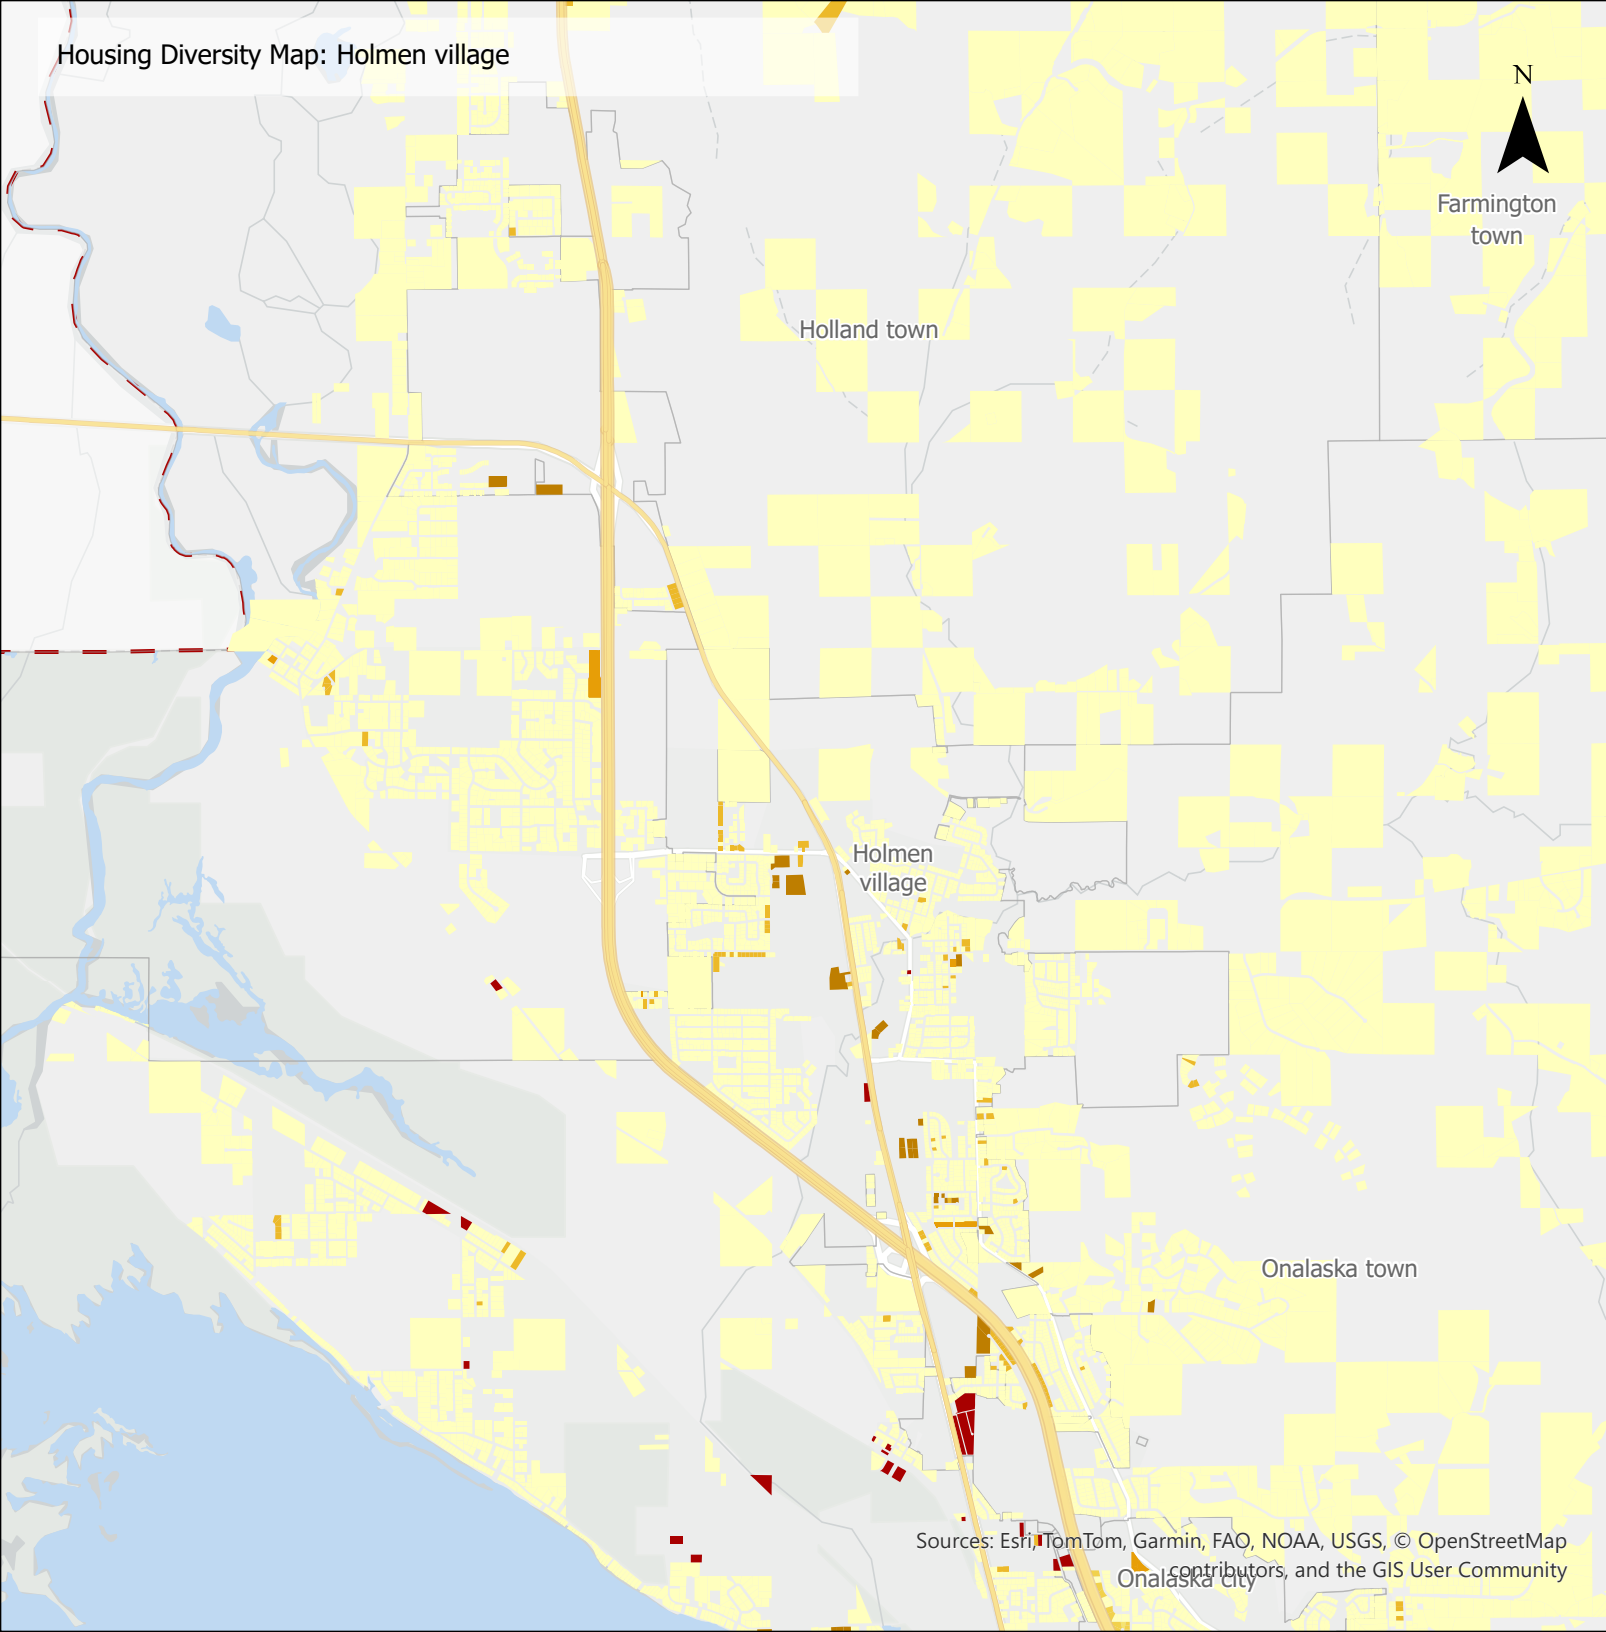 Housing Diversity Map: Holmen village
N
Farmington
town
Holland town
Holmen
village
Onalaska town
Sources: Esri, TomTom, Garmin, FAO, NOAA, USGS, © OpenStreetMap
contributors, and the GIS User Community
Onalaska city